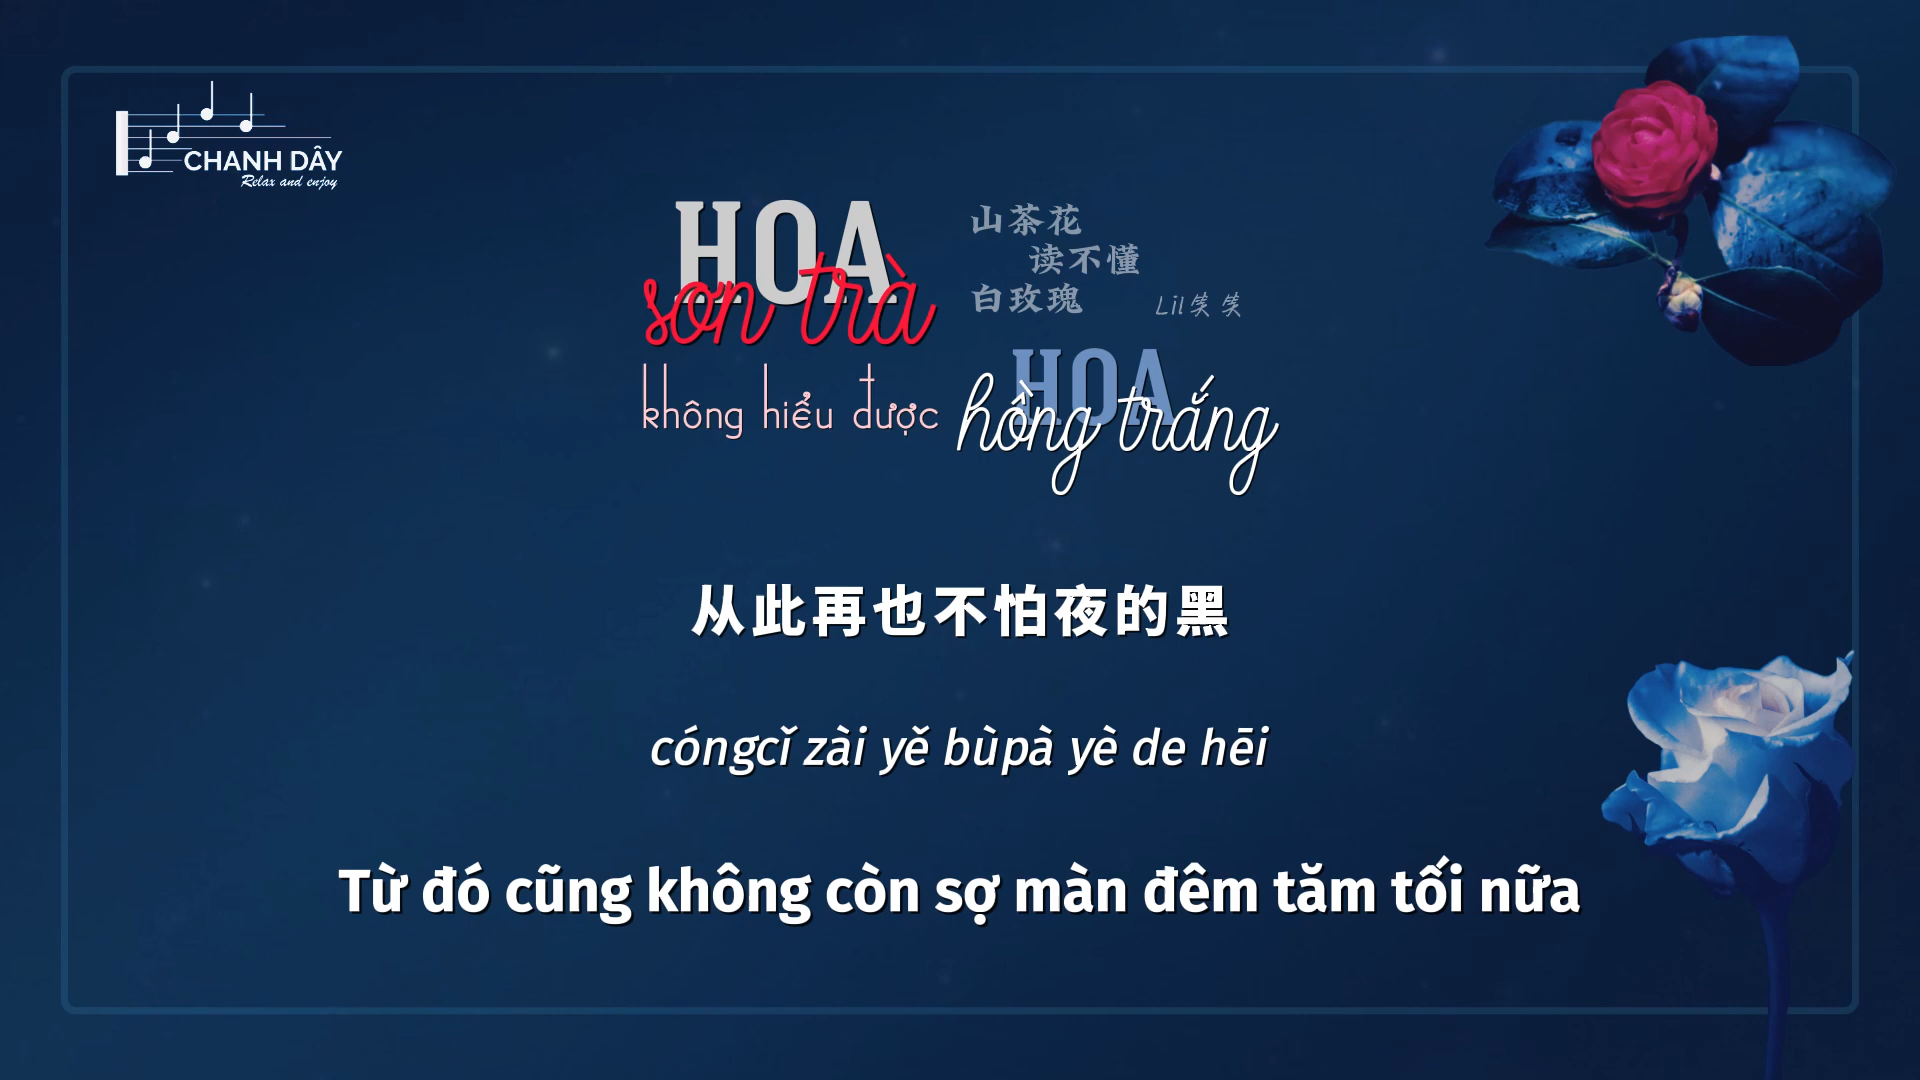 CHANH DÂY
Relax and enjoy
HOA
sơn trà
không hiểu được
HOA
hồng trắng
山茶花
读不懂
白玫瑰
Lil笑笑
从此再也不怕夜的黑
cóngcǐ zài yě bùpà yè de hēi
Từ đó cũng không còn sợ màn đêm tăm tối nữa